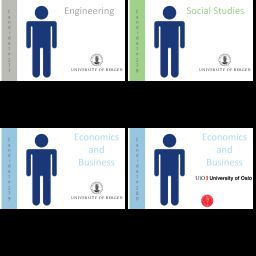 Engineering
UNIVERSITY OF BERGEN
Social Studies
UNIVERSITY OF BERGEN
Economics
and
Business
UNIVERSITY OF BERGEN
Economics
and
Business
UiO University of Oslo